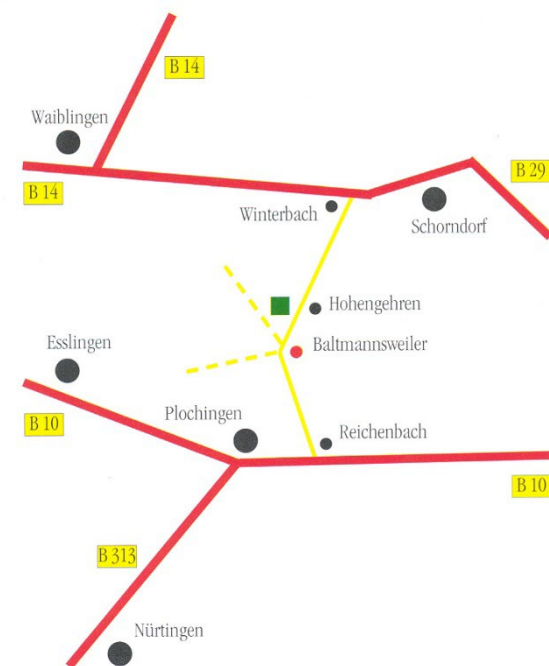 B 14
Waiblingen
B 29
B 14
Winterbach
Schorndorf
Hohengehren
Esslingen
Baltmannsweiler
Plochingen
B 10
Reichenbach
B 10
B 313
Nürtingen